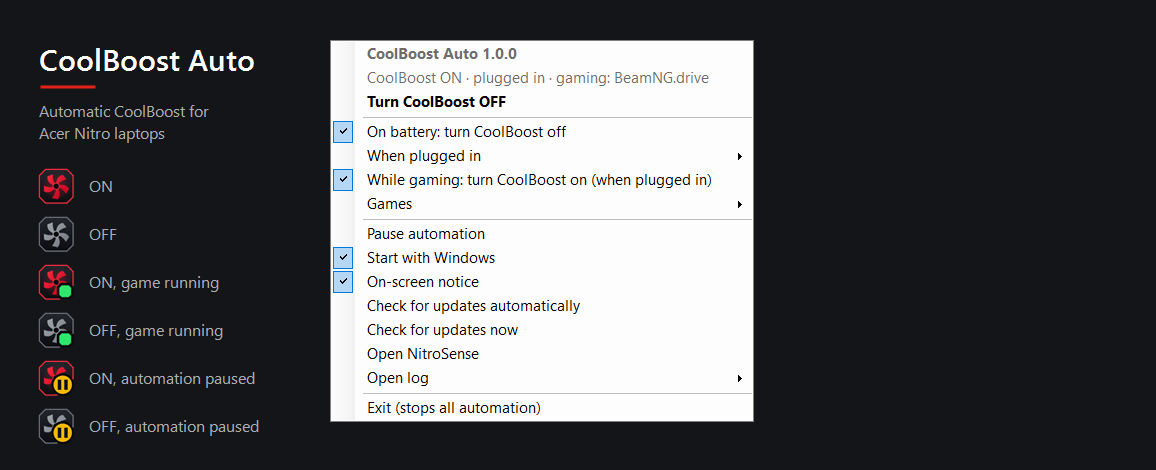 CoolBoost Auto
Automatic CoolBoost for
Acer Nitro laptops
ON
OFF
ON, game running
OFF, game running
ON, automation paused
OFF, automation paused
CoolBoost Auto 1.0.0
CoolBoost ON · plugged in · gaming: BeamNG.drive
Turn CoolBoost OFF
On battery: turn CoolBoost off
When plugged in
While gaming: turn CoolBoost on (when plugged in)
Games
Pause automation
Start with Windows
On-screen notice
Check for updates automatically
Check for updates now
Open NitroSense
Open log
Exit (stops all automation)